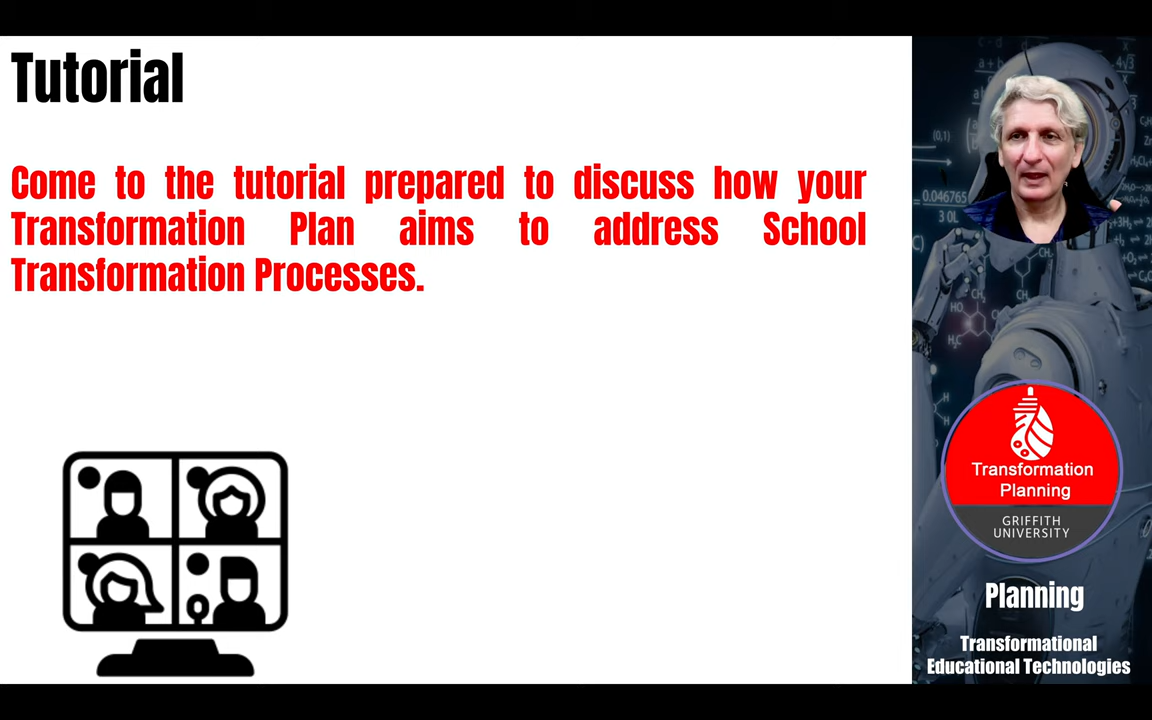 Tutorial
Come to the tutorial prepared to discuss how your
Transformation Plan aims to address School
Transformation Processes.
Transformation
Planning
GRIFFITH
UNIVERSITY
Planning
Transformational
Educational Technologies